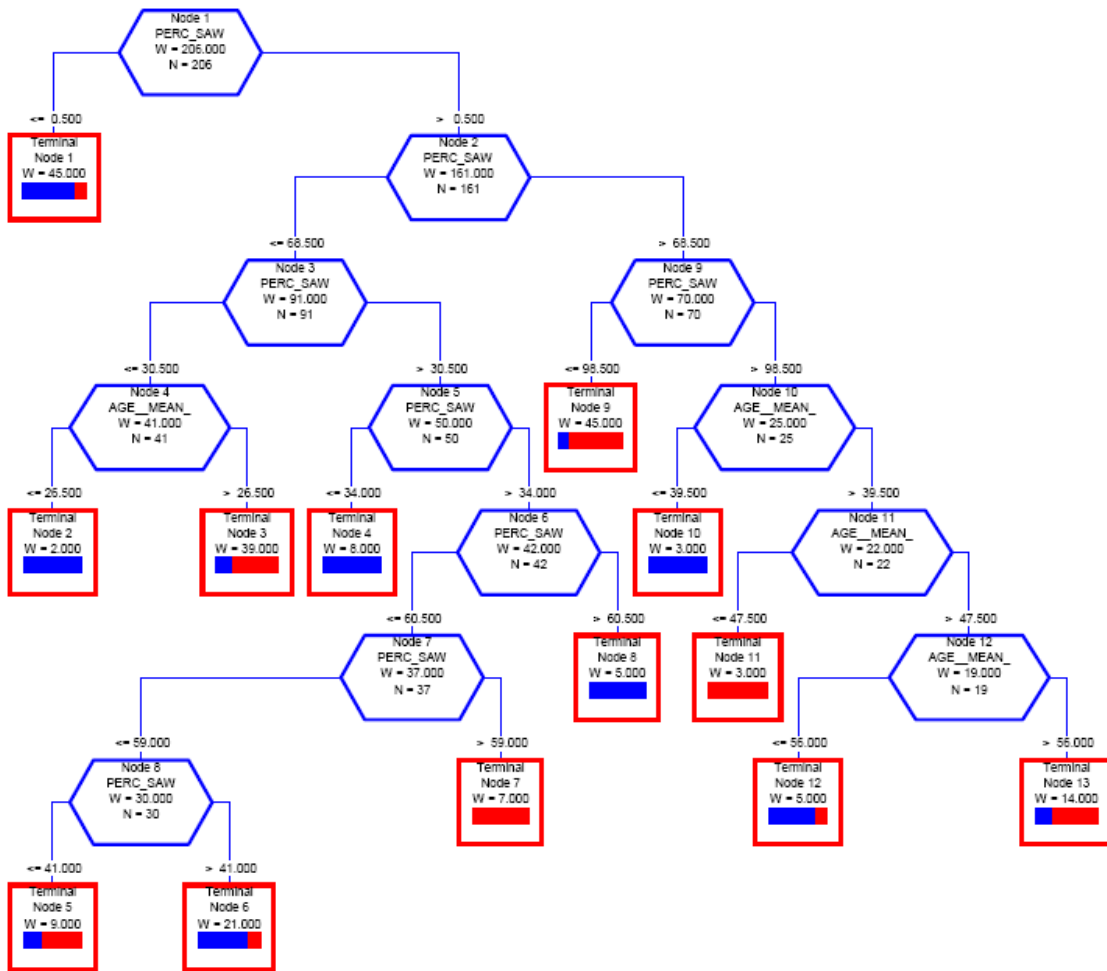 Node 1
PERC_SAW
W = 206.000
N = 206
<= 0.500
> 0.500
Terminal
Node 1
W = 45.000
Node 2
PERC_SAW
W = 161.000
N = 161
<= 68.500
> 68.500
Node 3
PERC_SAW
W = 91.000
N = 91
Node 9
PERC_SAW
W = 70.000
N = 70
<= 30.500
> 30.500
<= 98.500
> 98.500
Node 4
AGE__MEAN_
W = 41.000
N = 41
Node 5
PERC_SAW
W = 50.000
N = 50
Terminal
Node 9
W = 45.000
Node 10
AGE__MEAN_
W = 25.000
N = 25
<= 26.500
> 26.500
<= 34.000
> 34.000
<= 39.500
> 39.500
Terminal
Node 2
W = 2.000
Terminal
Node 3
W = 39.000
Terminal
Node 4
W = 8.000
Node 6
PERC_SAW
W = 42.000
N = 42
Terminal
Node 10
W = 3.000
Node 11
AGE__MEAN_
W = 22.000
N = 22
<= 60.500
> 60.500
<= 47.500
> 47.500
Node 7
PERC_SAW
W = 37.000
N = 37
Terminal
Node 8
W = 5.000
Terminal
Node 11
W = 3.000
Node 12
AGE__MEAN_
W = 19.000
N = 19
<= 59.000
> 59.000
<= 56.000
> 56.000
Node 8
PERC_SAW
W = 30.000
N = 30
Terminal
Node 7
W = 7.000
Terminal
Node 12
W = 5.000
Terminal
Node 13
W = 14.000
<= 41.000
> 41.000
Terminal
Node 5
W = 9.000
Terminal
Node 6
W = 21.000